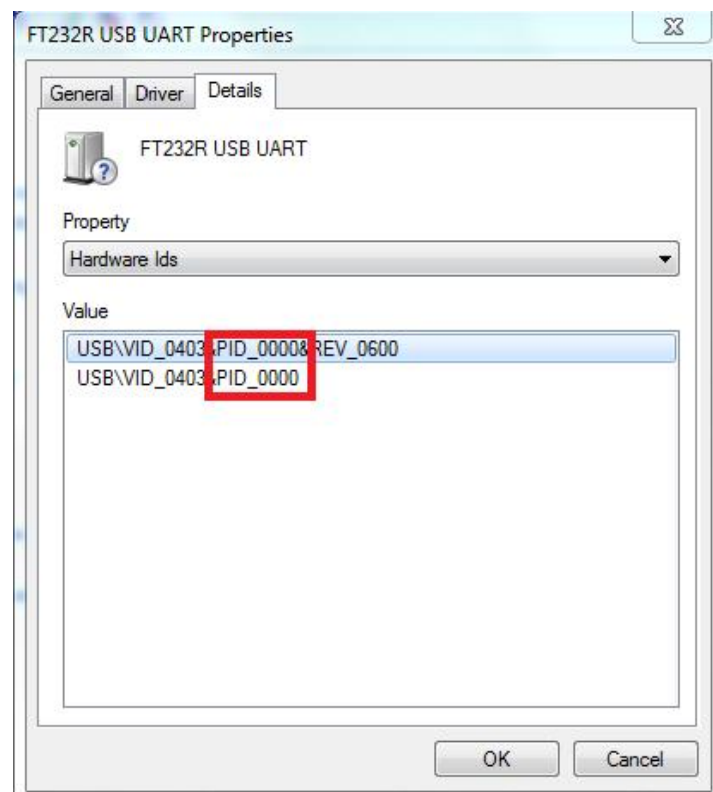 FT232R USB UART Properties
General Driver Details
FT232R USB UART
Property
Hardware Ids
Value
USB\VID_0403&PID_0000&REV_0600
USB\VID_0403&PID_0000
OK Cancel